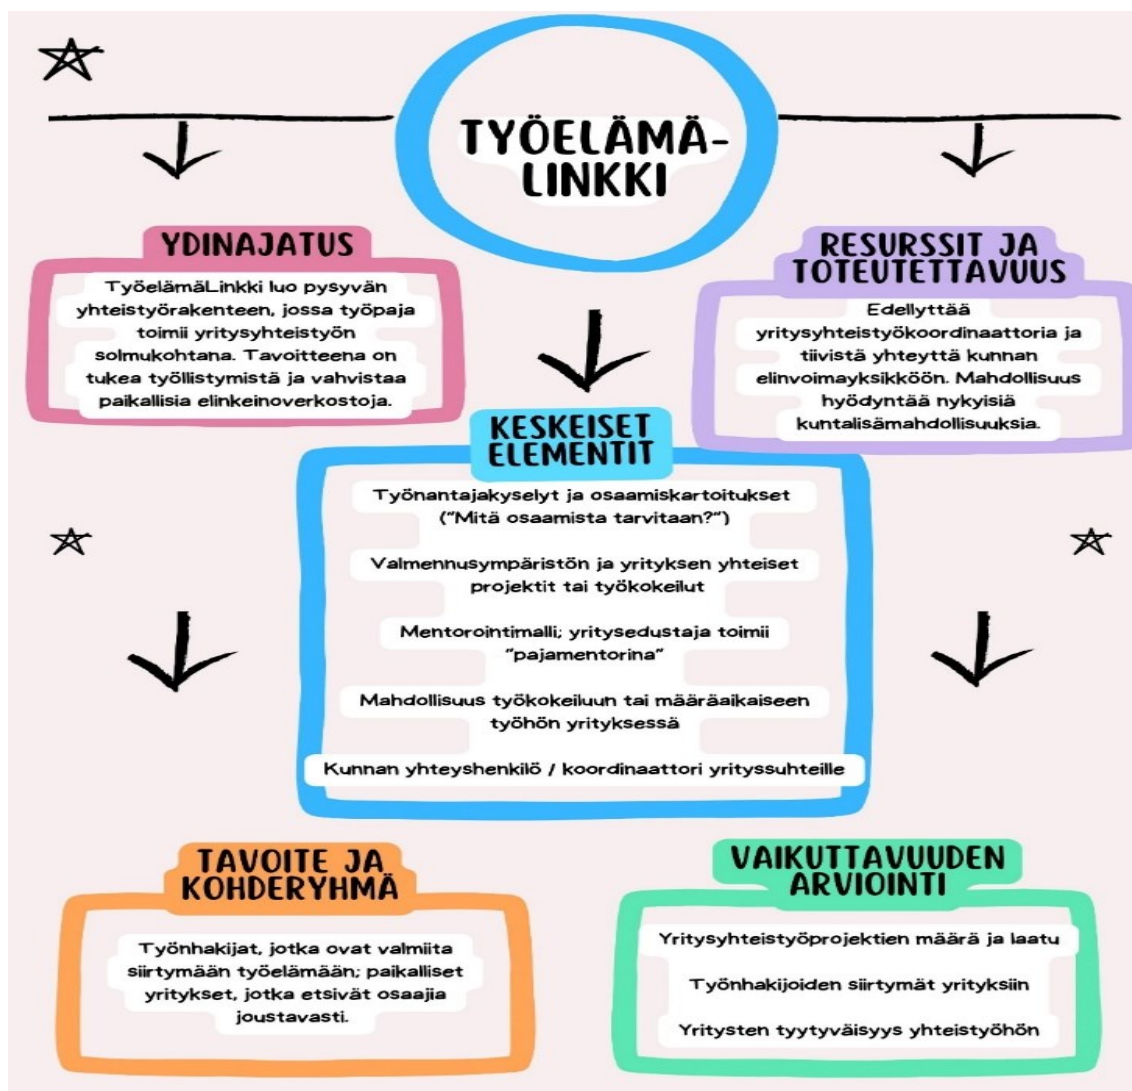 TYÖELÄMÄ-
LINKKI
YDINAJATUS
TyöelämäLinkki luo pysyvän
yhteistyörakenteen, jossa työpaja
toimii yritysyhteistyön
solmukohtana. Tavoitteena on
tukea työllistymistä ja vahvistaa
paikallisia elinkeinoverkostoja.
RESURSSIT JA
TOTEUTETTAVUUS
Edellyttää
yritysyhteistyökoordinaattoria ja
tiivistä yhteyttä kunnan
elinvoimayksikköön. Mahdollisuus
hyödyntää nykyisiä
kuntalisämahdollisuuksia.
KESKEISET
ELEMENTIT
Työnantajakyselyt ja osaamiskartoitukset
("Mitä osaamista tarvitaan?")
Valmennusympäristön ja yrityksen yhteiset
projektit tai työkokeilut
Mentorointimalli; yritysedustaja toimii
"pajamentorina"
Mahdollisuus työkokeiluun tai määräaikaiseen
työhön yrityksessä
Kunnan yhteyshenkilö / koordinaattori yrityssuhteille
TAVOITE JA
KOHDERYHMÄ
Työnhakijat, jotka ovat valmiita
siirtymään työelämään; paikalliset
yritykset, jotka etsivät osaajia
joustavasti.
VAIKUTTAVUUDEN
ARVIOINTI
Yritysyhteistyöprojektien määrä ja laatu
Työnhakijoiden siirtymät yrityksiin
Yritysten tyytyväisyys yhteistyöhön